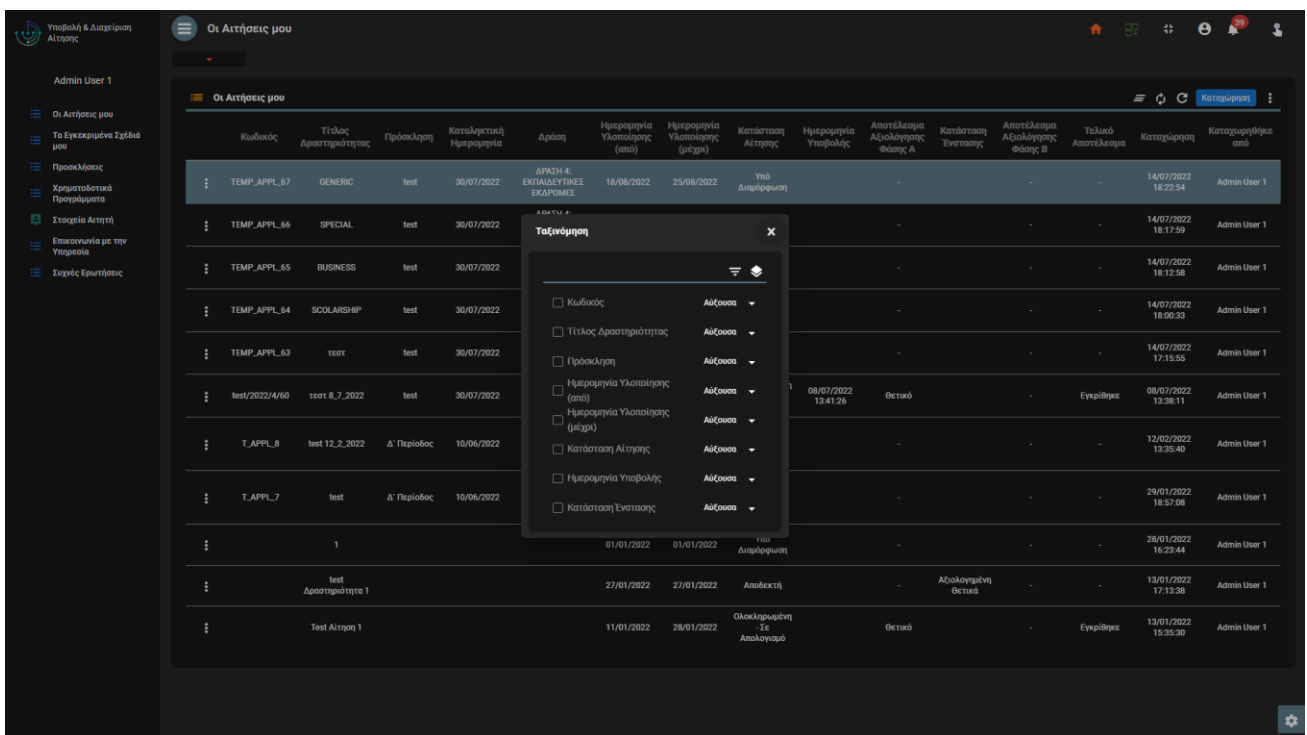 Υποβολή & Διαχείριση
Αίτησης
Οι Αιτήσεις μου
39
Admin User 1
Οι Αιτήσεις μου
Τα Εγκεκριμένα Σχέδιά
μου
Προσκλήσεις
Χρηματοδοτικά
Προγράμματα
Στοιχεία Αιτητή
Επικοινωνία με την
Υπηρεσία
Συχνές Ερωτήσεις
Οι Αιτήσεις μου
Καταχώρηση
Κωδικός
Τίτλος
Δραστηριότητας
Πρόσκληση
Καταληκτική
Ημερομηνία
Δράση
Ημερομηνία
Υλοποίησης
(από)
Ημερομηνία
Υλοποίησης
(μέχρι)
Κατάσταση
Αίτησης
Ημερομηνία
Υποβολής
Αποτέλεσμα
Αξιολόγησης
Φάσης Α
Κατάσταση
Ένστασης
Αποτέλεσμα
Αξιολόγησης
Φάσης Β
Τελικό
Αποτέλεσμα
Καταχώρηση
Καταχωρηθήκε
από
TEMP_APPL_67 GENERIC test 30/07/2022
ΔΡΑΣΗ 4:
ΕΚΠΑΙΔΕΥΤΙΚΕΣ
ΕΚΔΡΟΜΕΣ
18/08/2022 25/08/2022
Υπό
Διαμόρφωση
- - -
14/07/2022
18:22:54
Admin User 1
TEMP_APPL_66 SPECIAL test 30/07/2022
ΔΡΑΣΗ 4:
- - -
14/07/2022
18:17:59
Admin User 1
TEMP_APPL_65 BUSINESS test 30/07/2022
- - -
14/07/2022
18:12:58
Admin User 1
TEMP_APPL_64 SCOLARSHIP test 30/07/2022
- - -
14/07/2022
18:00:33
Admin User 1
TEMP_APPL_63 τεστ test 30/07/2022
- - -
14/07/2022
17:15:55
Admin User 1
test/2022/4/60 τεστ 8_7_2022 test 30/07/2022
08/07/2022
13:41:26
Θετικό - Εγκρίθηκε
08/07/2022
13:38:11
Admin User 1
T_APPL_8 test 12_2_2022 Δ' Περίοδος 10/06/2022
- - -
12/02/2022
13:35:40
Admin User 1
T_APPL_7 test Δ' Περίοδος 10/06/2022
- - -
29/01/2022
18:57:08
Admin User 1
1 01/01/2022 01/01/2022
Υπό
Διαμόρφωση
- - -
28/01/2022
16:23:44
Admin User 1
test
Δραστηριότητα 1
27/01/2022 27/01/2022 Αποδεκτή -
Αξιολογημένη
Θετικά
- -
13/01/2022
17:13:38
Admin User 1
Test Αίτηση 1 11/01/2022 28/01/2022
Ολοκληρωμένη
- Σε
Απολογισμό
Θετικό - Εγκρίθηκε
13/01/2022
15:35:30
Admin User 1
Ταξινόμηση x
Κωδικός Αύξουσα
Τίτλος Δραστηριότητας Αύξουσα
Πρόσκληση Αύξουσα
Ημερομηνία Υλοποίησης
(από) Αύξουσα
Ημερομηνία Υλοποίησης
(μέχρι) Αύξουσα
Κατάσταση Αίτησης Αύξουσα
Ημερομηνία Υποβολής Αύξουσα
Κατάσταση Ένστασης Αύξουσα